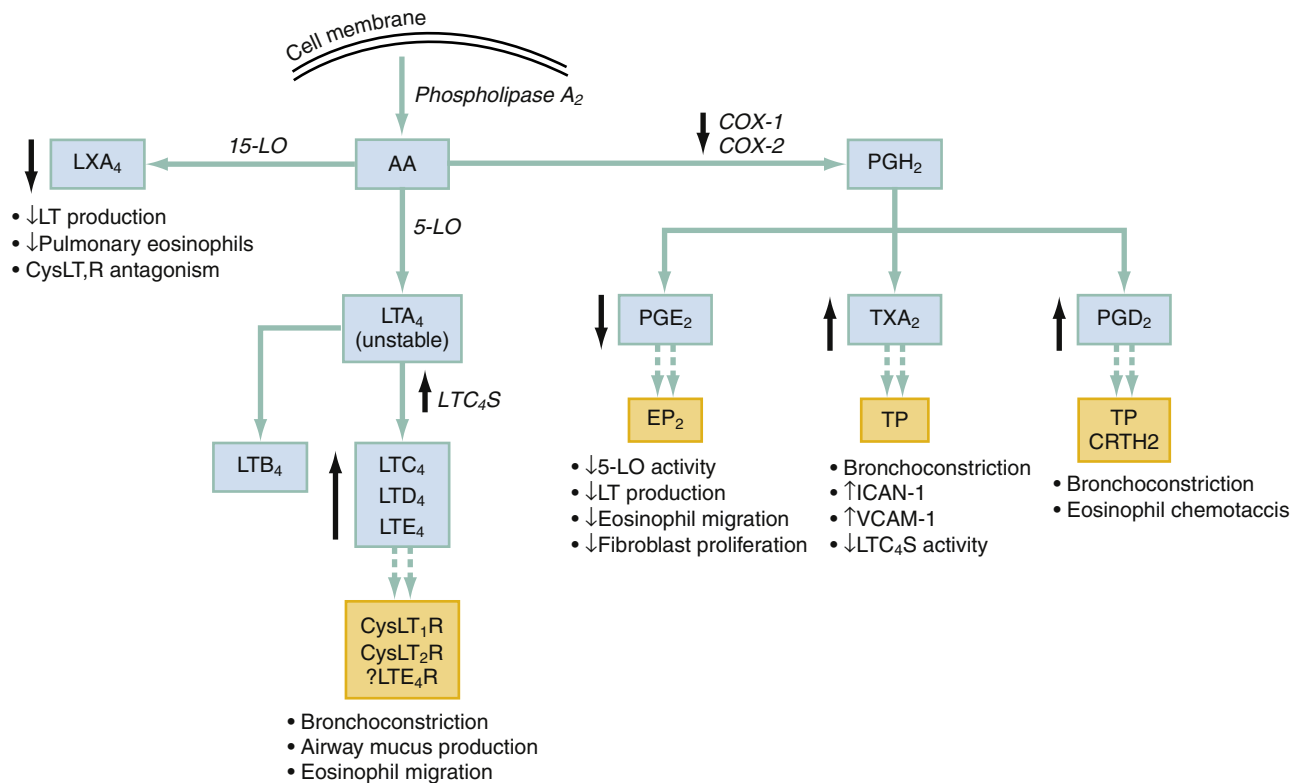 Cell membrane
Phospholipase A₂
15-LO
COX-1
COX-2
LXA₄
AA
PGH₂
• ↓LT production
• ↓Pulmonary eosinophils
• CysLT,R antagonism
5-LO
LTA₄
(unstable)
PGE₂
TXA₂
PGD₂
LTC₄S
EP₂
TP
TP
CRTH2
LTB₄
LTC₄
LTD₄
LTE₄
• ↓5-LO activity
• ↓LT production
• ↓Eosinophil migration
• ↓Fibroblast proliferation
• Bronchoconstriction
• ↑ICAN-1
• ↑VCAM-1
• ↓LTC₄S activity
• Bronchoconstriction
• Eosinophil chemotaccis
CysLT₁R
CysLT₂R
?LTE₄R
• Bronchoconstriction
• Airway mucus production
• Eosinophil migration